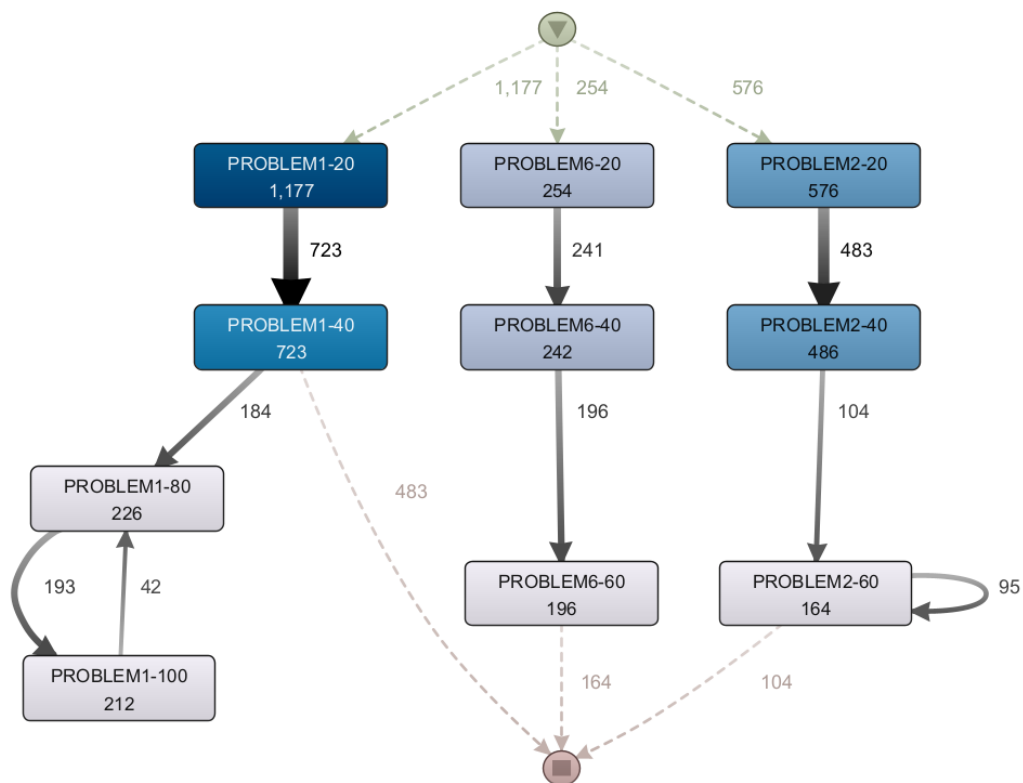 1,177
254
576
PROBLEM1-20
1,177
PROBLEM6-20
254
PROBLEM2-20
576
723
241
483
PROBLEM1-40
723
PROBLEM6-40
242
PROBLEM2-40
486
184
196
104
PROBLEM1-80
226
483
PROBLEM6-60
196
PROBLEM2-60
164
95
193
42
PROBLEM1-100
212
164
104